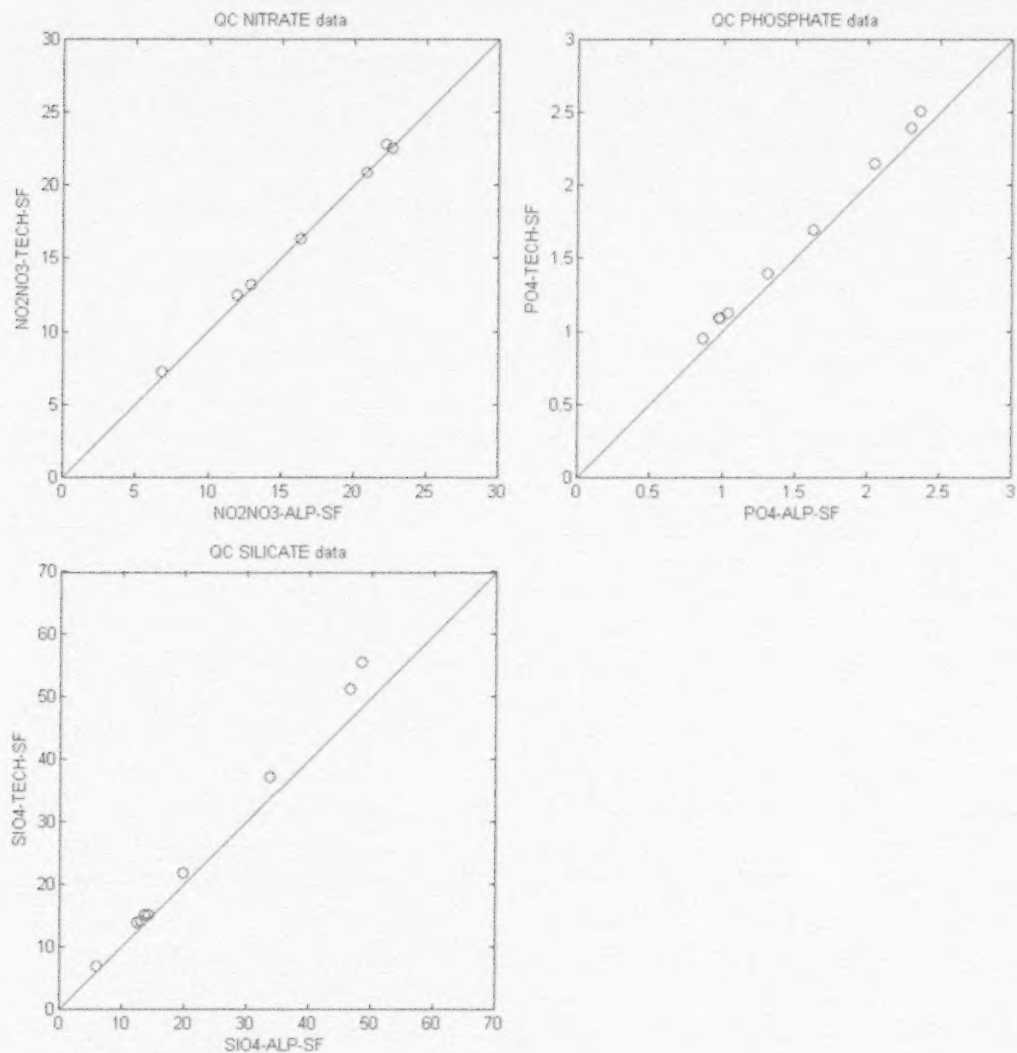 QC NITRATE data
30
25
20
15
10
5
0
NO2NO3-TECH-SF
0 5 10 15 20 25 30
NO2NO3-ALP-SF
QC PHOSPHATE data
3
2.5
2
1.5
1
0.5
0
PO4-TECH-SF
0 0.5 1 1.5 2 2.5 3
PO4-ALP-SF
QC SILICATE data
70
60
50
40
30
20
10
0
SIO4-TECH-SF
0 10 20 30 40 50 60 70
SIO4-ALP-SF